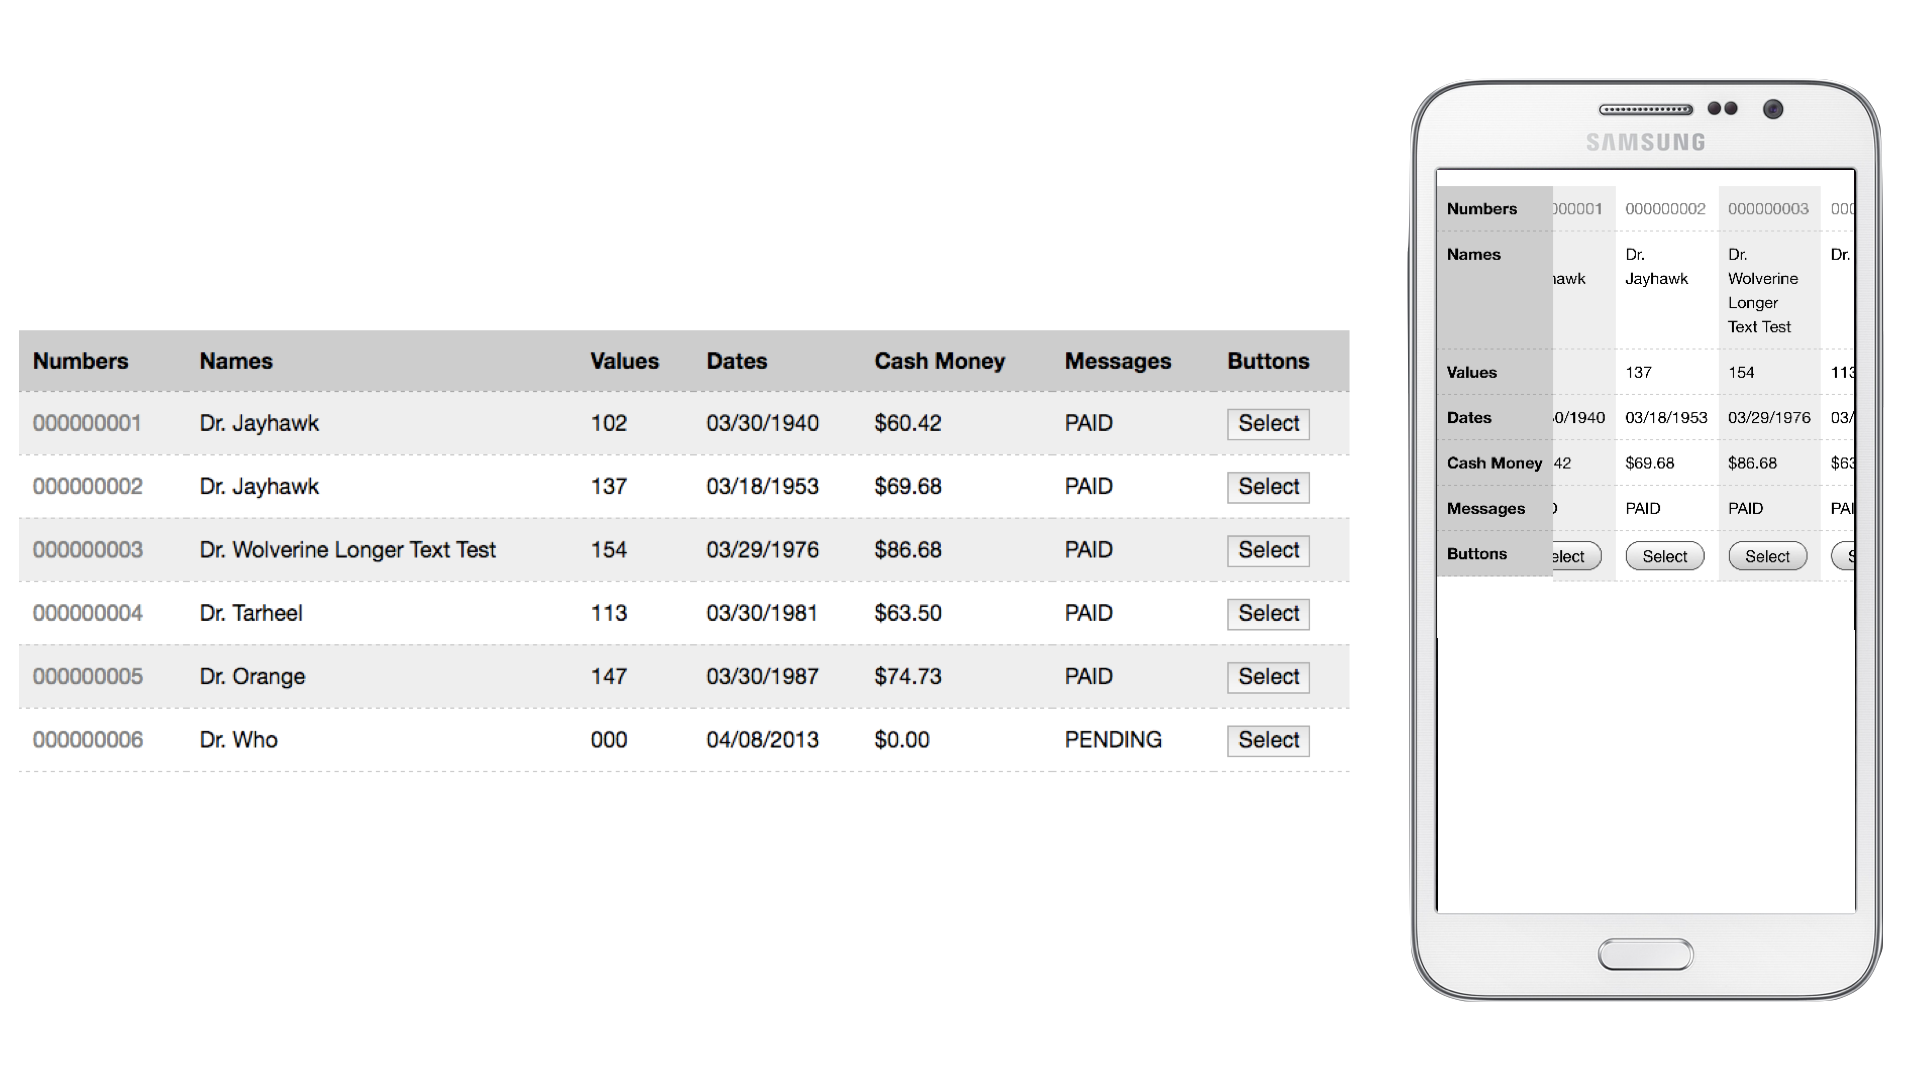 Numbers Names Values Dates Cash Money Messages Buttons
000000001 Dr. Jayhawk 102 03/30/1940 $60.42 PAID Select
000000002 Dr. Jayhawk 137 03/18/1953 $69.68 PAID Select
000000003 Dr. Wolverine Longer Text Test 154 03/29/1976 $86.68 PAID Select
000000004 Dr. Tarheel 113 03/30/1981 $63.50 PAID Select
000000005 Dr. Orange 147 03/30/1987 $74.73 PAID Select
000000006 Dr. Who 000 04/08/2013 $0.00 PENDING Select
SAMSUNG
Numbers 000001 000000002 000000003 000
Names Dr. Dr. Dr.
awk Jayhawk Wolverine
Longer
Text Test
Values 137 154 113
Dates 0/1940 03/18/1953 03/29/1976 03/
Cash Money 42 $69.68 $86.68 $63
Messages PAID PAID PAI
Buttons elect Select Select S